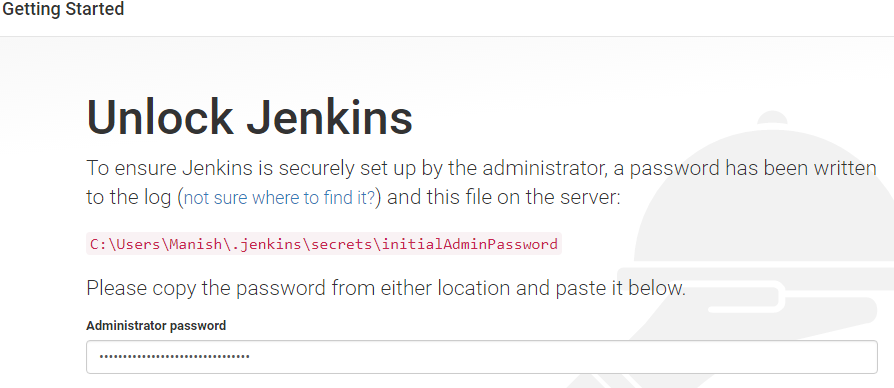 Getting Started
Unlock Jenkins
To ensure Jenkins is securely set up by the administrator, a password has been written
to the log (not sure where to find it?) and this file on the server:
C:\Users\Manish\.jenkins\secrets\initialAdminPassword
Please copy the password from either location and paste it below.
Administrator password
••••••••••••••••••••••••••••••••